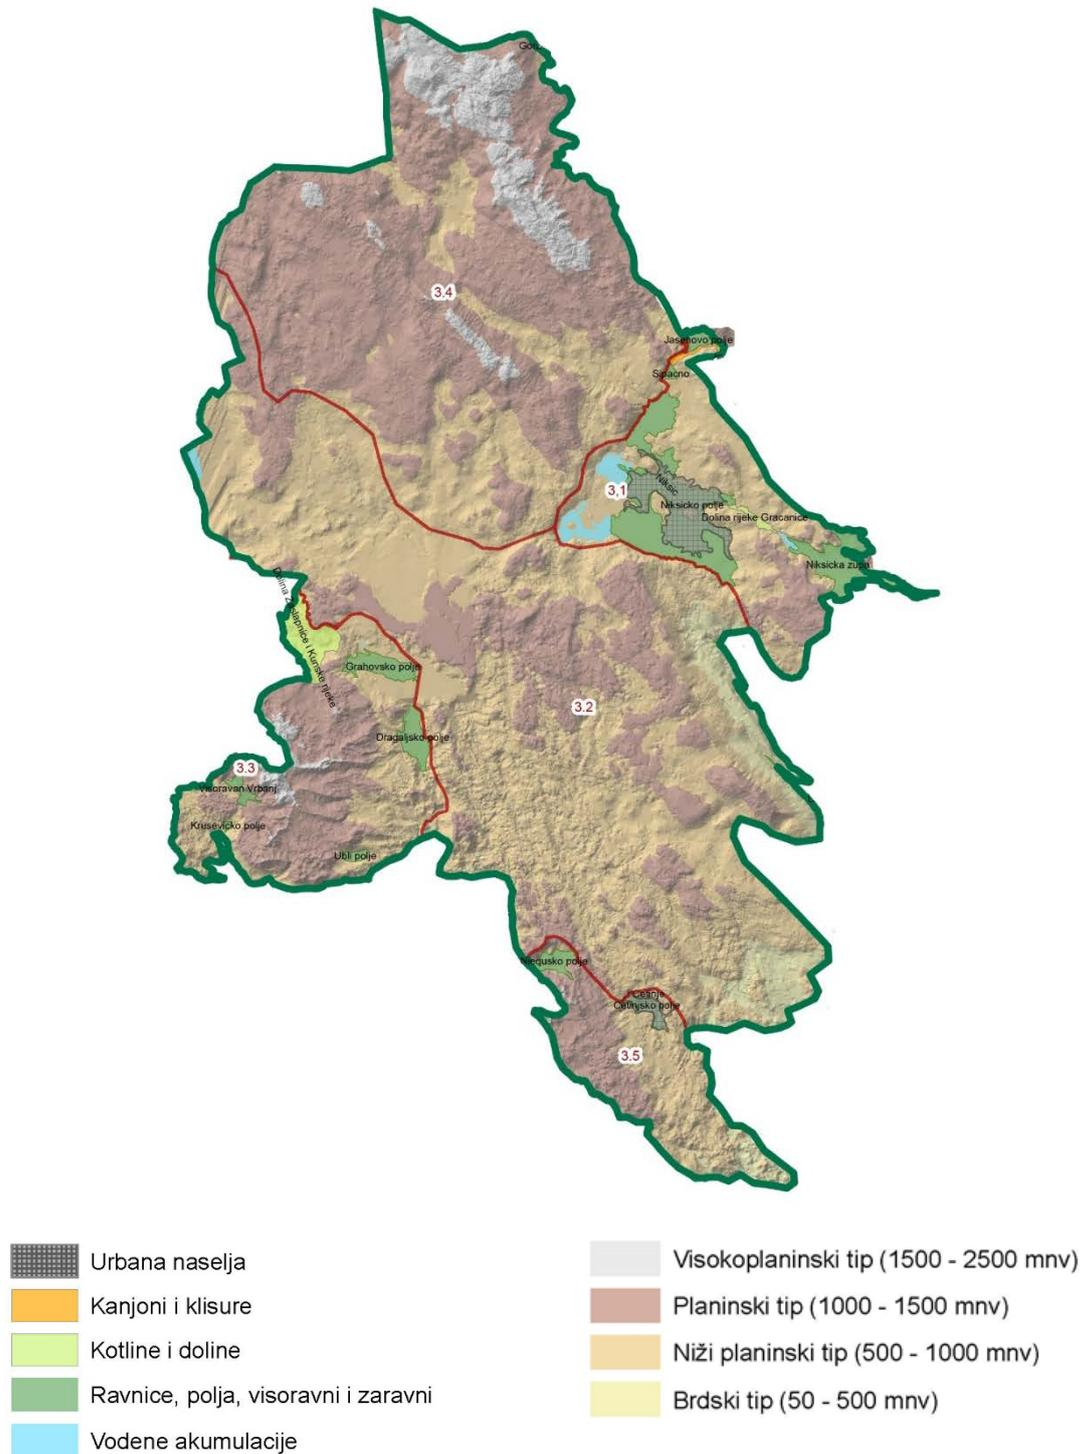 3.4
Jasenovo polje
Sipacno
3,1
Niksic
Niksicko polje
Dolina rijeke Gracanice
Niksicka zupa
Grahovsko polje
3.2
Dragaljsko polje
3.3
Visoravan Vrbanj
Krusevicko polje
Ubli polje
Njegusko polje
Cetinje
Cetinjsko polje
3.5
Urbana naselja
Kanjoni i klisure
Kotline i doline
Ravnice, polja, visoravni i zaravni
Vodene akumulacije
Visokoplaninski tip (1500 - 2500 mnv)
Planinski tip (1000 - 1500 mnv)
Niži planinski tip (500 - 1000 mnv)
Brdski tip (50 - 500 mnv)